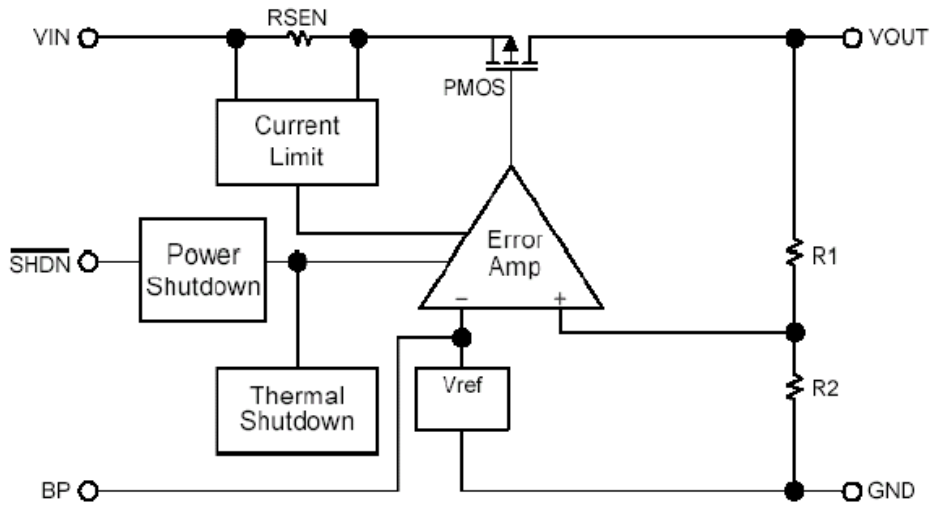 RSEN
VIN
VOUT
PMOS
Current
Limit
SHDN
Power
Shutdown
Error
Amp
R1
− +
Thermal
Shutdown
Vref
R2
BP
GND